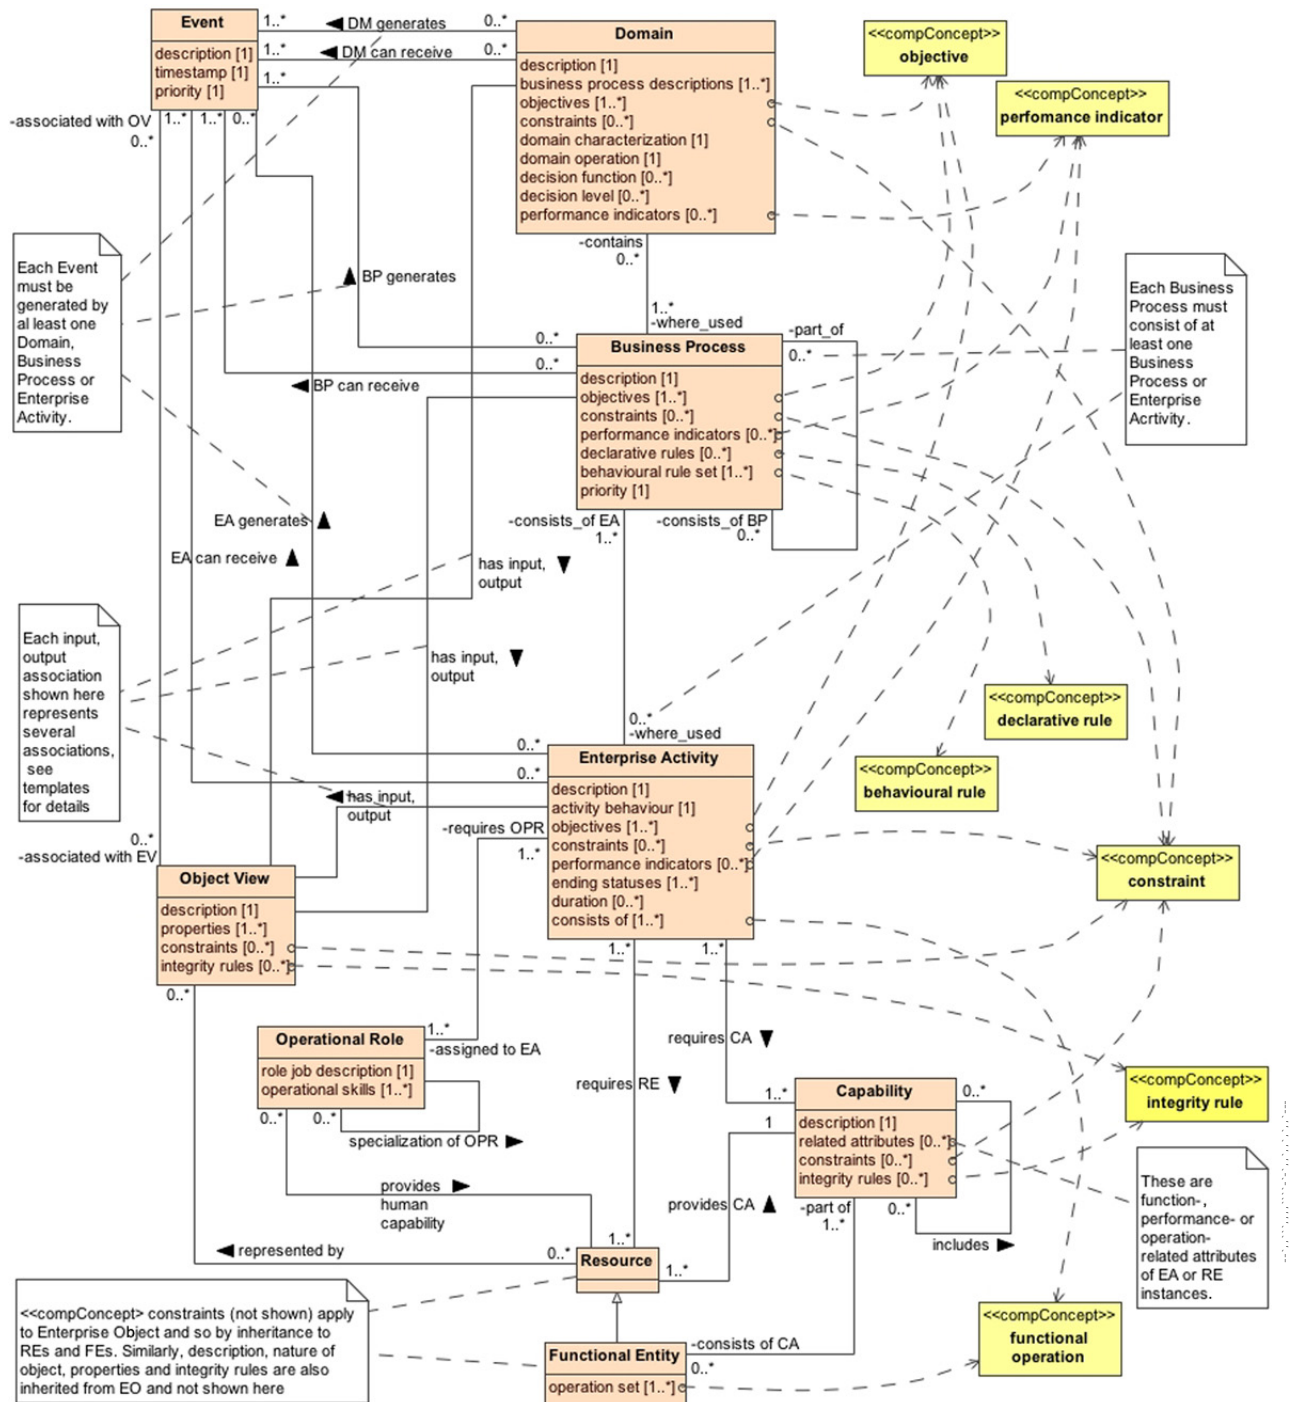 Event
description [1]
timestamp [1]
priority [1]
1..*
◄ DM generates
0..*
1..*
◄ DM can receive
0..*
1..*
-associated with OV
0..*
1..*
1..*
0..*
Domain
description [1]
business process descriptions [1..*]
objectives [1..*]
constraints [0..*]
domain characterization [1]
domain operation [1]
decision function [0..*]
decision level [0..*]
performance indicators [0..*]
<<compConcept>>
objective
<<compConcept>>
perfomance indicator
-contains
0..*
1..*
-where_used
Each Event
must be
generated by
al least one
Domain,
Business
Process or
Enterprise
Activity.
▲ BP generates
0..*
0..*
◄ BP can receive
Business Process
description [1]
objectives [1..*]
constraints [0..*]
performance indicators [0..*]
declarative rules [0..*]
behavioural rule set [1..*]
priority [1]
-part_of
0..*
Each Business
Process must
consist of at
least one
Business
Process or
Enterprise
Acrtivity.
-consists_of EA
1..*
-consists_of BP
0..*
EA generates ▲
EA can receive ▲
has input, ▼
output
has input, ▼
output
Each input,
output
association
shown here
represents
several
associations,
see
templates
for details
<<compConcept>>
declarative rule
<<compConcept>>
behavioural rule
0..*
-where_used
0..*
0..*
◄ has input,
output
-requires OPR
1..*
Enterprise Activity
description [1]
activity behaviour [1]
objectives [1..*]
constraints [0..*]
performance indicators [0..*]
ending statuses [1..*]
duration [0..*]
consists of [1..*]
0..*
-associated with EV
<<compConcept>>
constraint
Object View
description [1]
properties [1..*]
constraints [0..*]
integrity rules [0..*]
0..*
1..*
1..*
Operational Role
role job description [1]
operational skills [1..*]
1..*
-assigned to EA
0..*
0..*
specialization of OPR ►
requires CA ▼
requires RE ▼
1..*
1
Capability
description [1]
related attributes [0..*]
constraints [0..*]
integrity rules [0..*]
0..*
<<compConcept>>
integrity rule
provides ►
human
capability
provides CA ▲
-part of
1..*
0..*
includes ►
These are
function-,
performance- or
operation-
related attributes
of EA or RE
instances.
◄ represented by
0..*
1..*
Resource
1..*
<<compConcept> constraints (not shown) apply
to Enterprise Object and so by inheritance to
REs and FEs. Similarly, description, nature of
object, properties and integrity rules are also
inherited from EO and not shown here
Functional Entity
operation set [1..*]
-consists of CA
0..*
<<compConcept>>
functional
operation